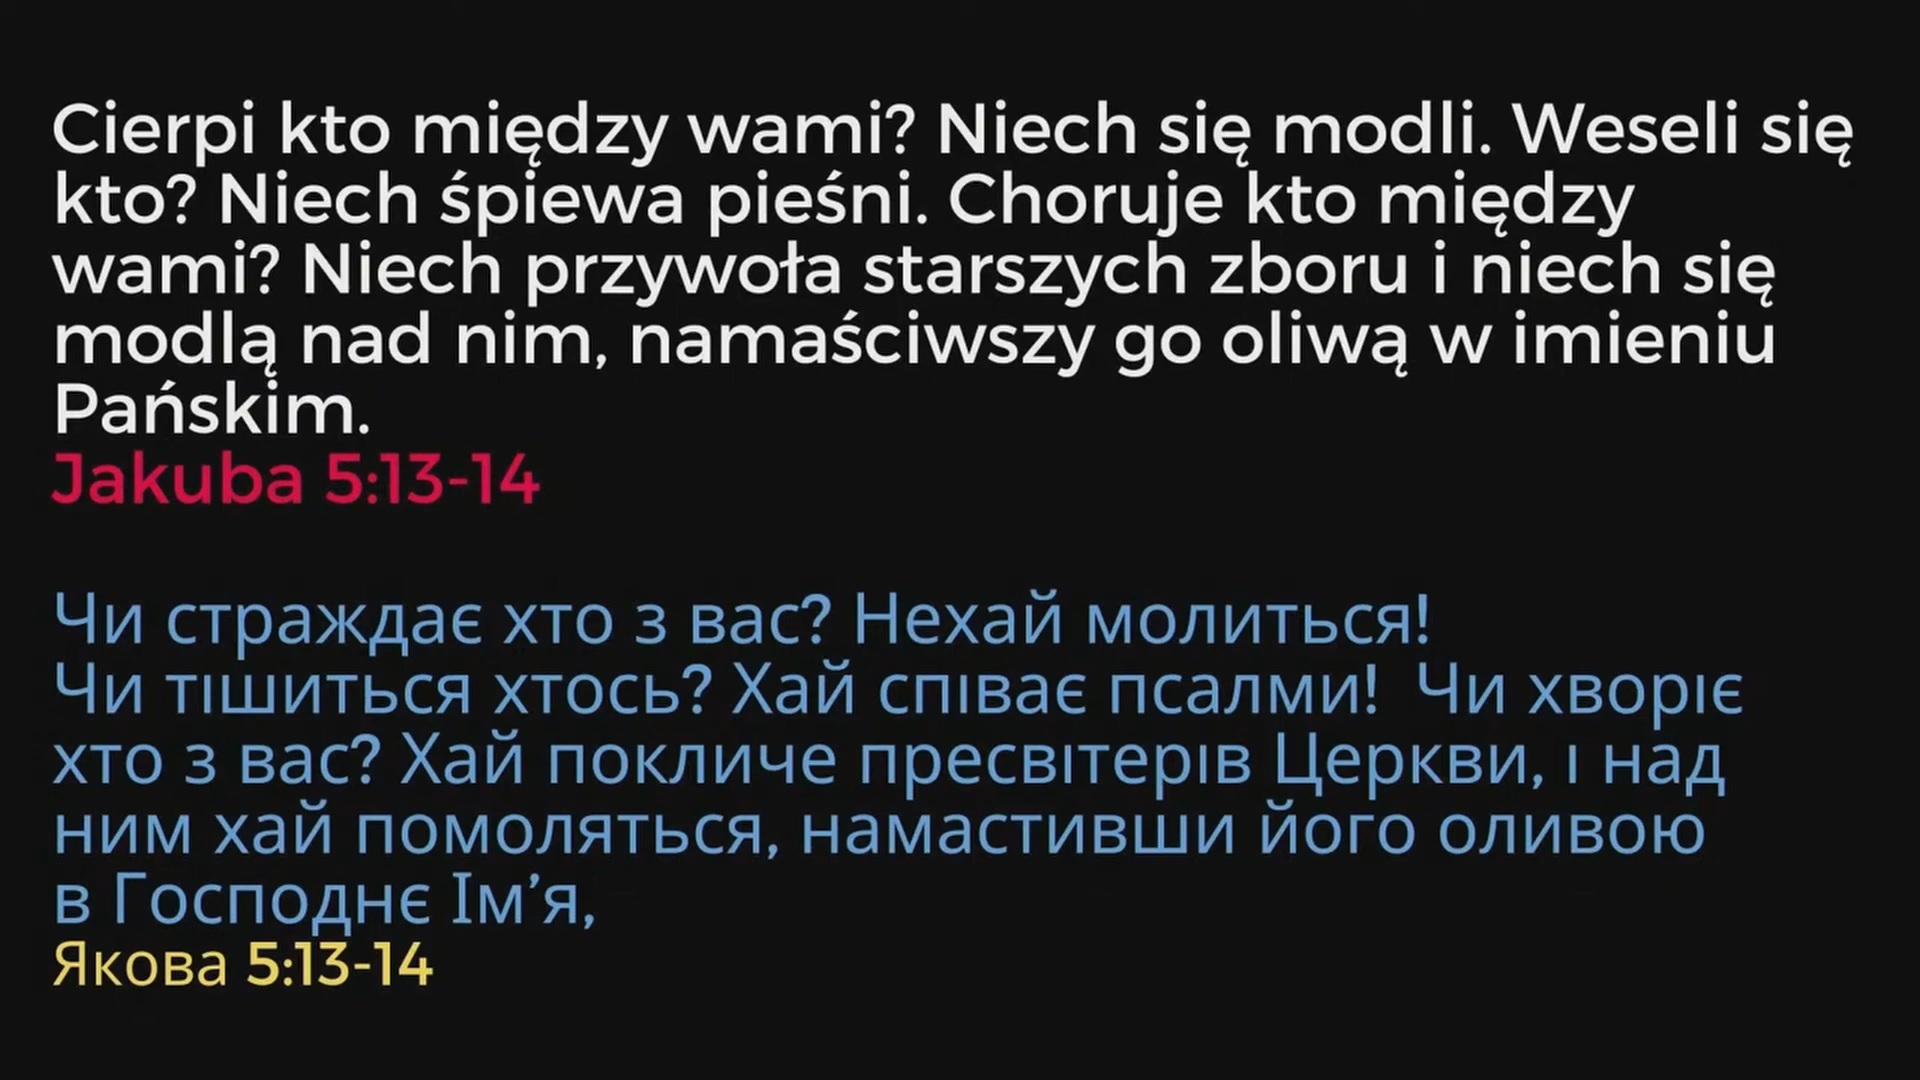 Cierpi kto między wami? Niech się modli. Weseli się
kto? Niech śpiewa pieśni. Choruje kto między
wami? Niech przywoła starszych zboru i niech się
modlą nad nim, namaściwszy go oliwą w imieniu
Pańskim.
Jakuba 5:13-14
Чи страждає хто з вас? Нехай молиться!
Чи тішиться хтось? Хай співає псалми!  Чи хворіє
хто з вас? Хай покличе пресвітерів Церкви, і над
ним хай помоляться, намастивши його оливою
в Господнє Ім’я,
Якова 5:13-14